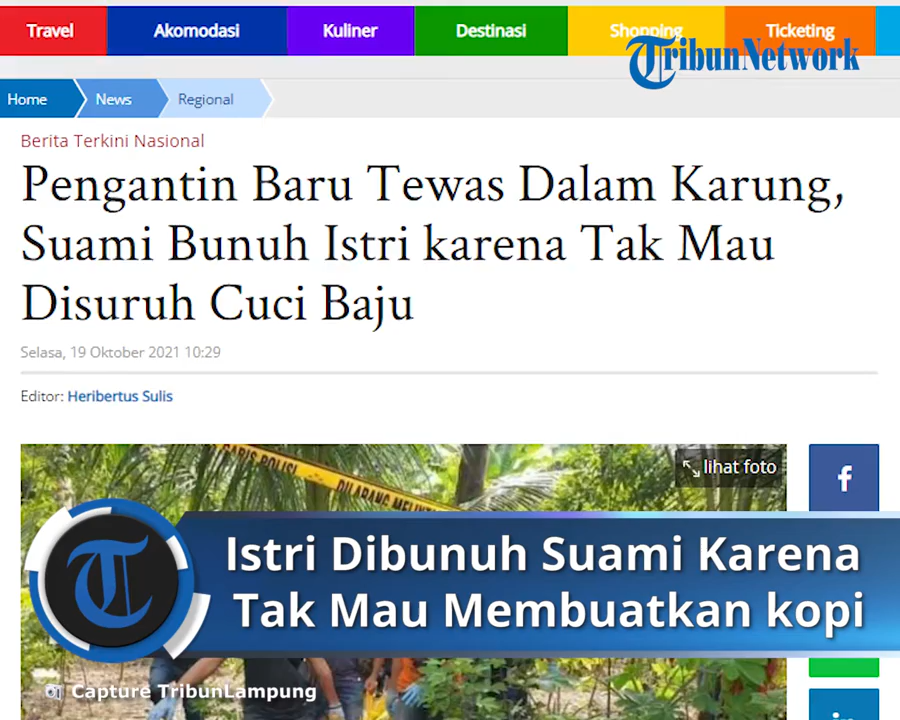 Travel
Akomodasi
Kuliner
Destinasi
Shopping
Ticketing
TribunNetwork
Home
News
Regional
Berita Terkini Nasional
Pengantin Baru Tewas Dalam Karung,
Suami Bunuh Istri karena Tak Mau
Disuruh Cuci Baju
Selasa, 19 Oktober 2021 10:29
Editor: Heribertus Sulis
lihat foto
f
GARIS POLISI
DILARANG
Istri Dibunuh Suami Karena
Tak Mau Membuatkan kopi
T
Capture TribunLampung
in